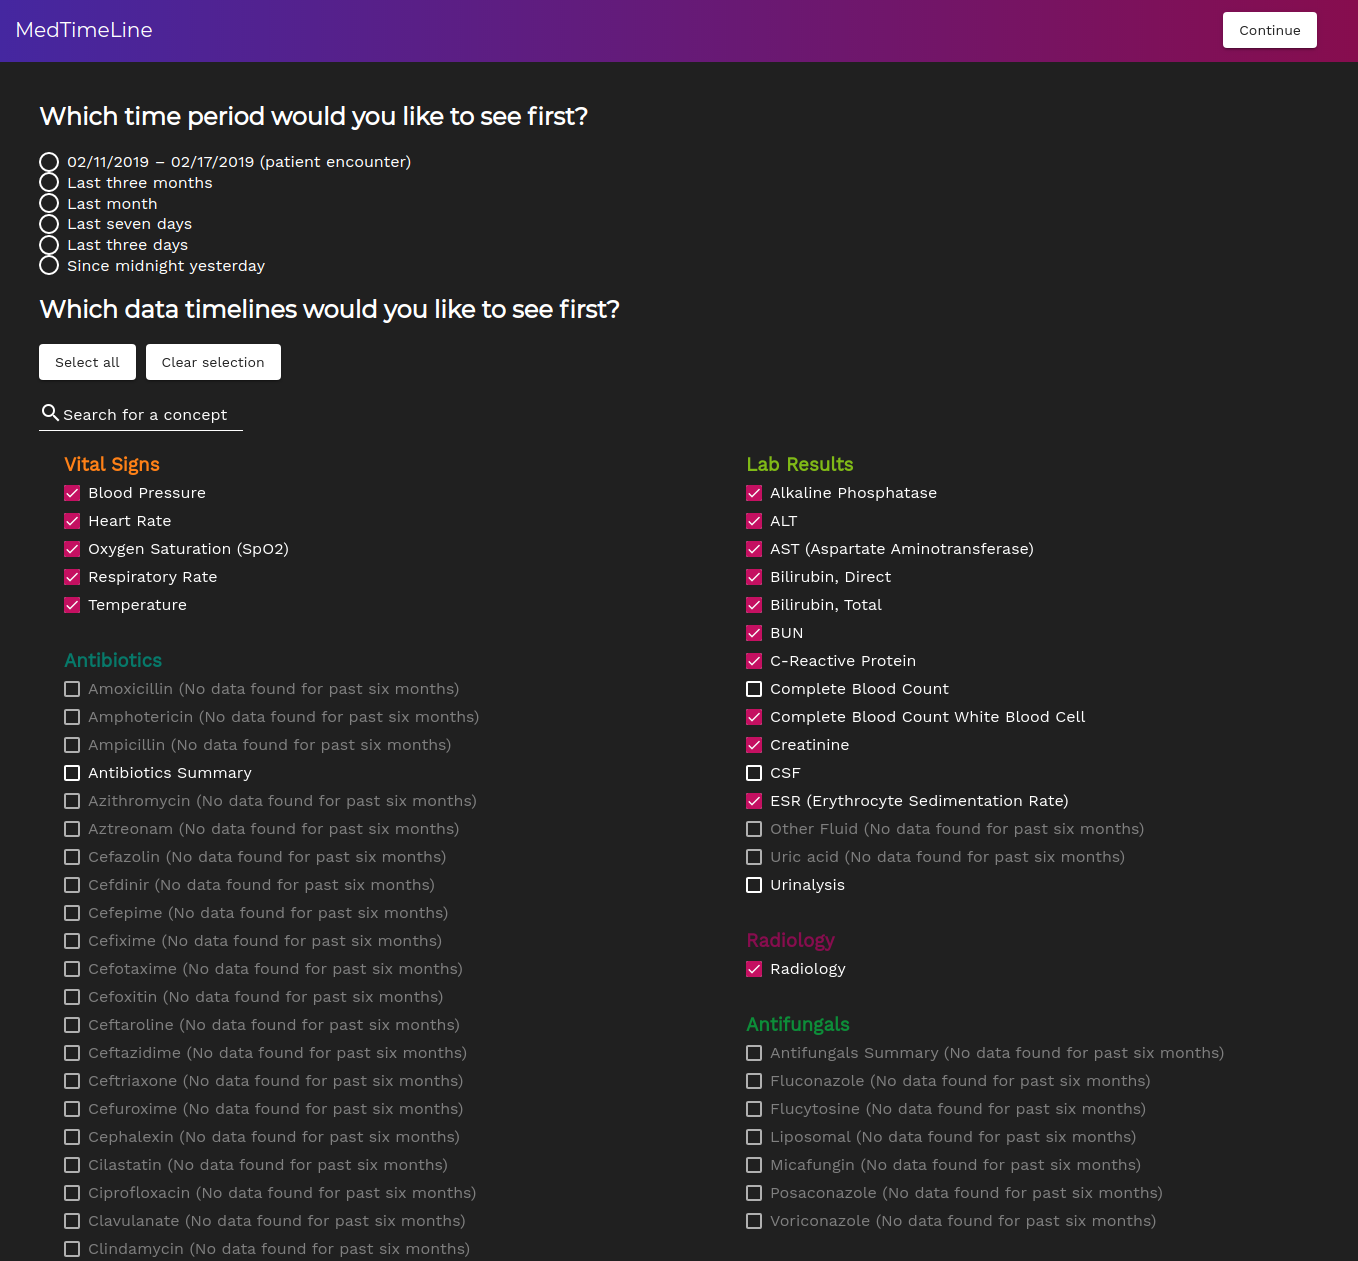 MedTimeLine
Continue
Which time period would you like to see first?
02/11/2019 – 02/17/2019 (patient encounter)
Last three months
Last month
Last seven days
Last three days
Since midnight yesterday
Which data timelines would you like to see first?
Select all
Clear selection
Search for a concept
Vital Signs
Blood Pressure
Heart Rate
Oxygen Saturation (SpO2)
Respiratory Rate
Temperature
Antibiotics
Amoxicillin (No data found for past six months)
Amphotericin (No data found for past six months)
Ampicillin (No data found for past six months)
Antibiotics Summary
Azithromycin (No data found for past six months)
Aztreonam (No data found for past six months)
Cefazolin (No data found for past six months)
Cefdinir (No data found for past six months)
Cefepime (No data found for past six months)
Cefixime (No data found for past six months)
Cefotaxime (No data found for past six months)
Cefoxitin (No data found for past six months)
Ceftaroline (No data found for past six months)
Ceftazidime (No data found for past six months)
Ceftriaxone (No data found for past six months)
Cefuroxime (No data found for past six months)
Cephalexin (No data found for past six months)
Cilastatin (No data found for past six months)
Ciprofloxacin (No data found for past six months)
Clavulanate (No data found for past six months)
Clindamycin (No data found for past six months)
Lab Results
Alkaline Phosphatase
ALT
AST (Aspartate Aminotransferase)
Bilirubin, Direct
Bilirubin, Total
BUN
C-Reactive Protein
Complete Blood Count
Complete Blood Count White Blood Cell
Creatinine
CSF
ESR (Erythrocyte Sedimentation Rate)
Other Fluid (No data found for past six months)
Uric acid (No data found for past six months)
Urinalysis
Radiology
Radiology
Antifungals
Antifungals Summary (No data found for past six months)
Fluconazole (No data found for past six months)
Flucytosine (No data found for past six months)
Liposomal (No data found for past six months)
Micafungin (No data found for past six months)
Posaconazole (No data found for past six months)
Voriconazole (No data found for past six months)